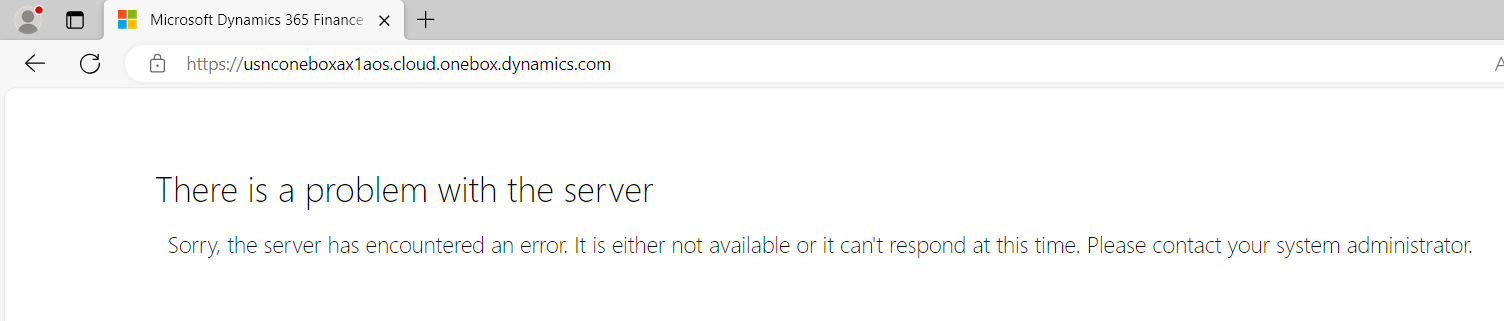 Microsoft Dynamics 365 Finance
https://usnconeboxax1aos.cloud.onebox.dynamics.com
There is a problem with the server
Sorry, the server has encountered an error. It is either not available or it can't respond at this time. Please contact your system administrator.